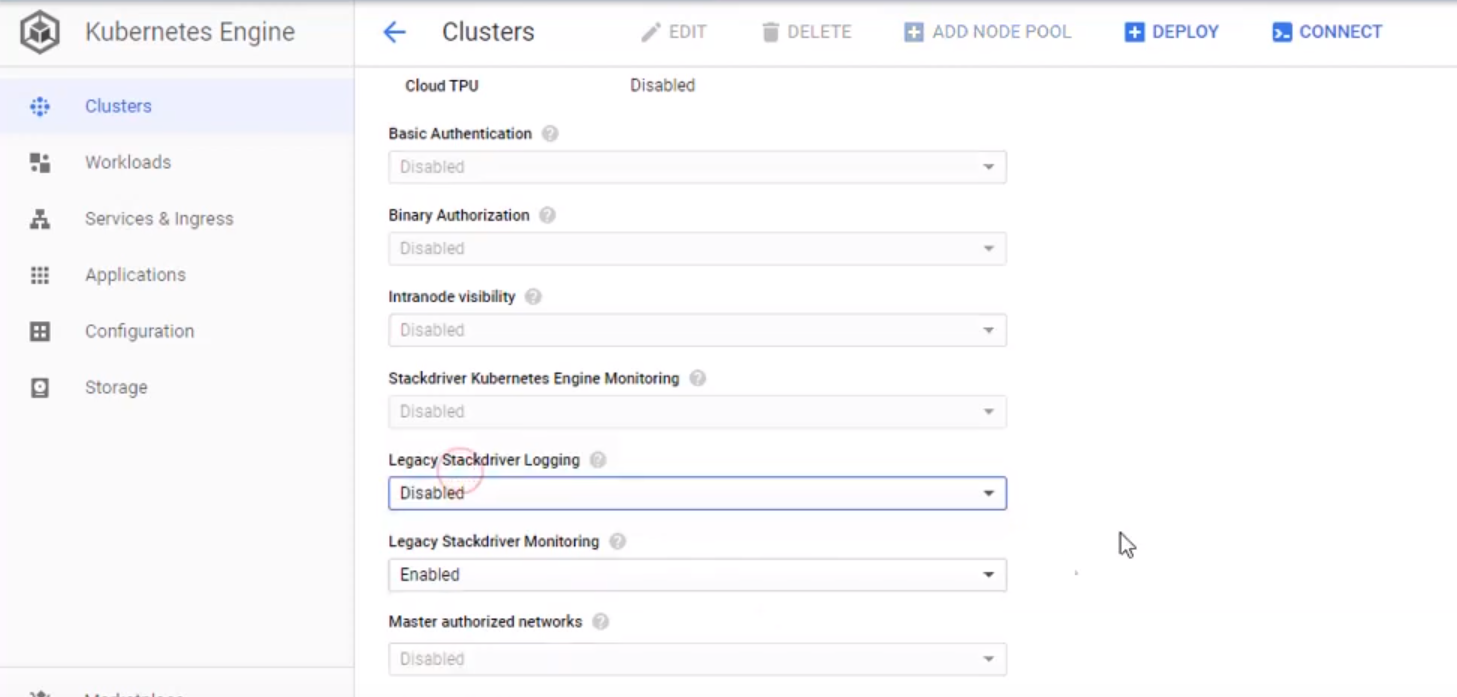 Kubernetes Engine
Clusters
EDIT
DELETE
ADD NODE POOL
DEPLOY
CONNECT
Clusters
Workloads
Services & Ingress
Applications
Configuration
Storage
Cloud TPU Disabled
Basic Authentication
Disabled
Binary Authorization
Disabled
Intranode visibility
Disabled
Stackdriver Kubernetes Engine Monitoring
Disabled
Legacy Stackdriver Logging
Disabled
Legacy Stackdriver Monitoring
Enabled
Master authorized networks
Disabled